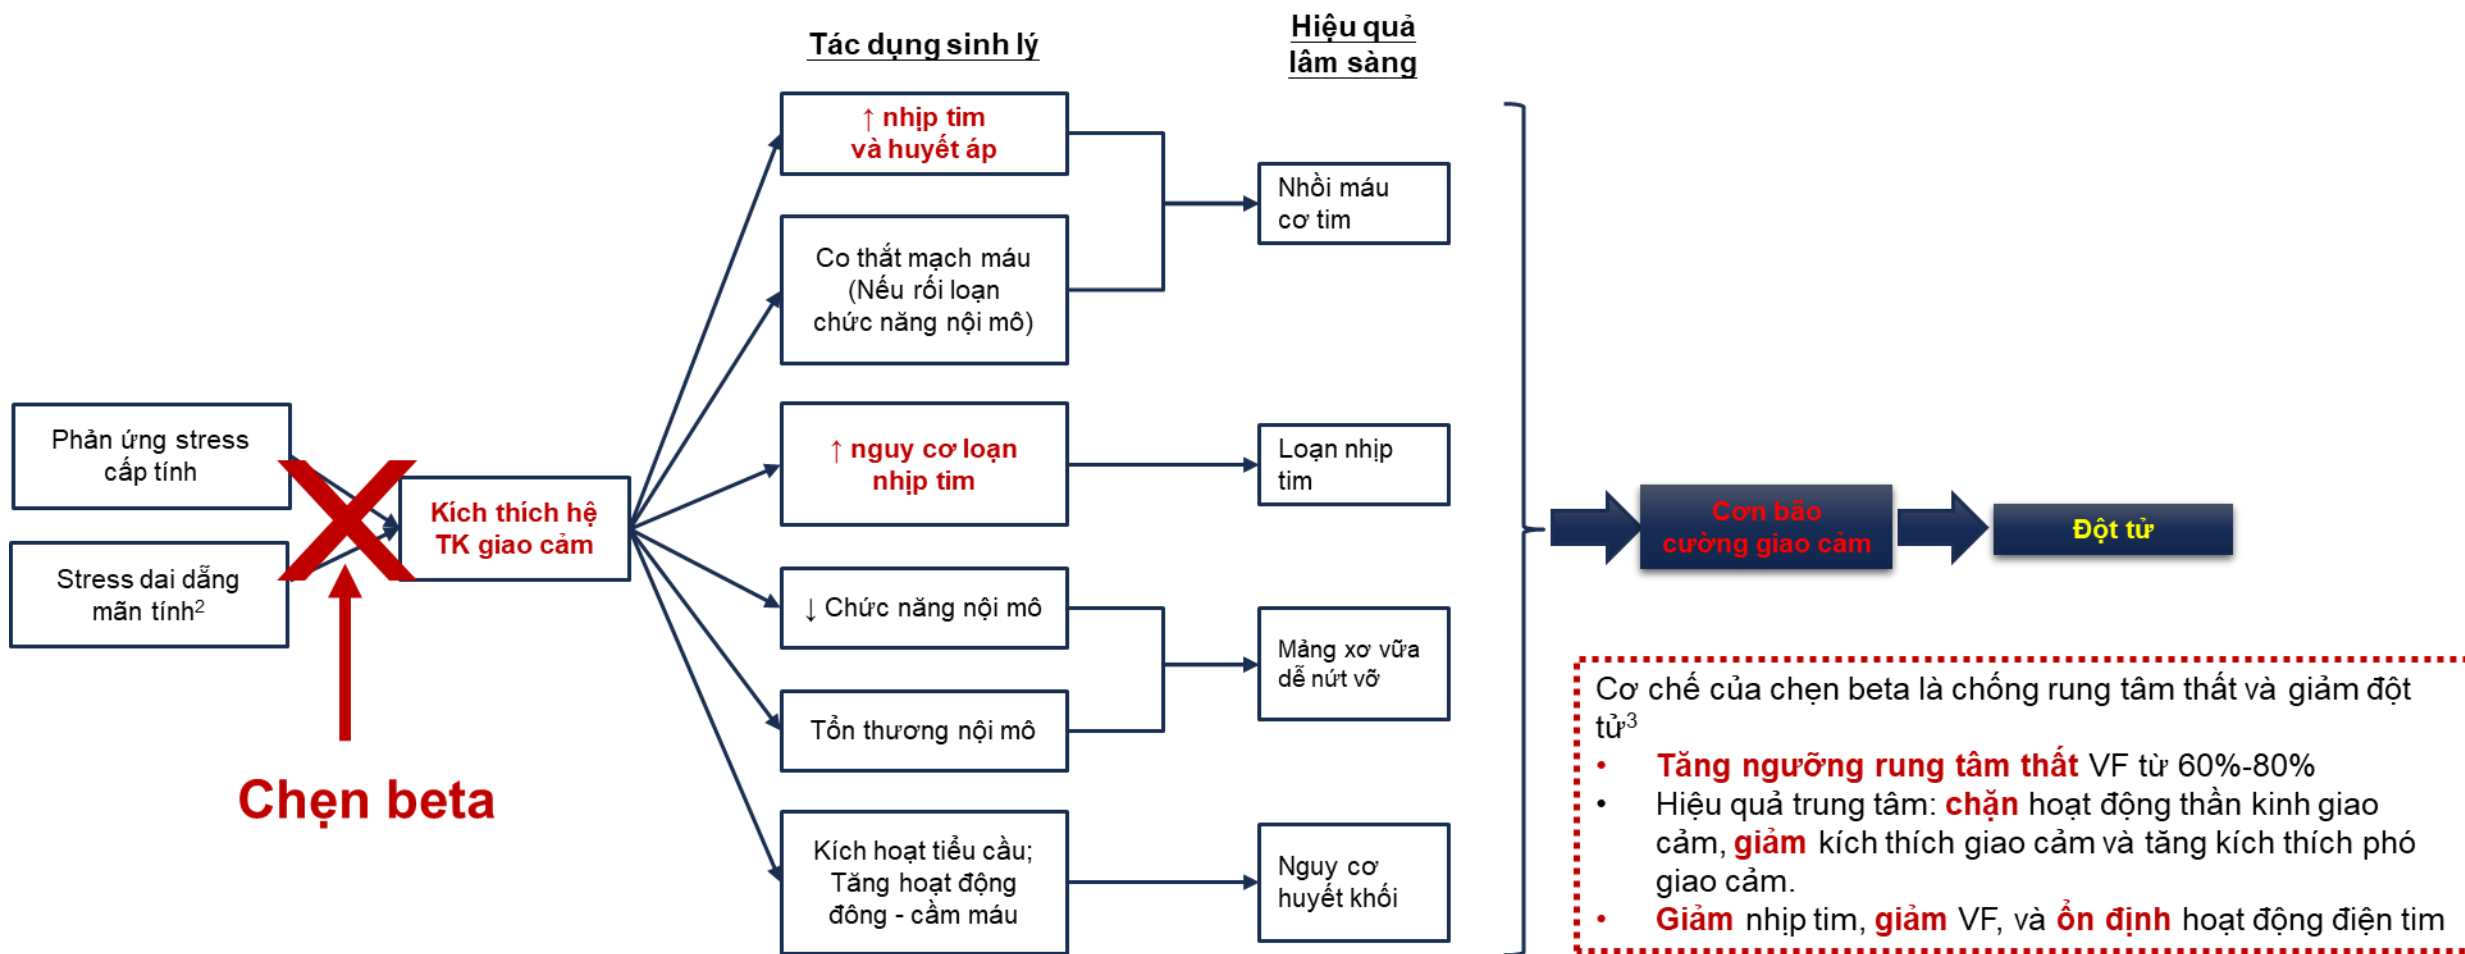 Tác dụng sinh lý
Hiệu quả
lâm sàng
Phản ứng stress
cấp tính
Stress dai dẵng
mãn tính²
Chẹn beta
Kích thích hệ
TK giao cảm
↑ nhịp tim
và huyết áp
Co thắt mạch máu
(Nếu rối loạn
chức năng nội mô)
↑ nguy cơ loạn
nhịp tim
↓ Chức năng nội mô
Tổn thương nội mô
Kích hoạt tiểu cầu;
Tăng hoạt động
đông - cầm máu
Nhồi máu
cơ tim
Loạn nhịp
tim
Mảng xơ vữa
dễ nứt vỡ
Nguy cơ
huyết khối
Cơn bão
cường giao cảm
Đột tử
Cơ chế của chẹn beta là chống rung tâm thất và giảm đột
tử³
• Tăng ngưỡng rung tâm thất VF từ 60%-80%
• Hiệu quả trung tâm: chặn hoạt động thần kinh giao
cảm, giảm kích thích giao cảm và tăng kích thích phó
giao cảm.
• Giảm nhịp tim, giảm VF, và ổn định hoạt động điện tim